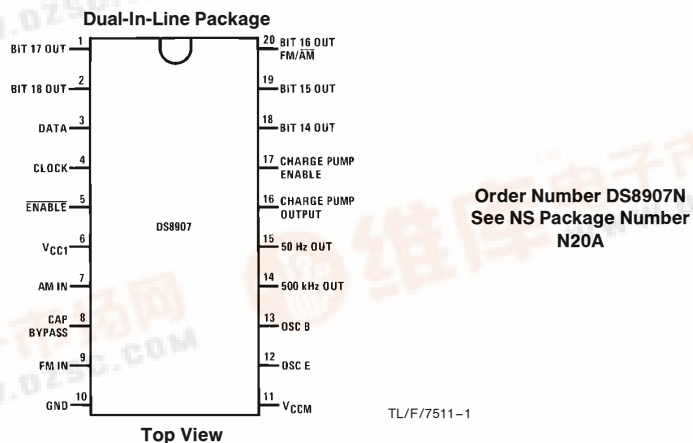 Dual-In-Line Package
BIT 17 OUT 1
BIT 18 OUT 2
DATA 3
CLOCK 4
ENABLE 5
VCC1 6
AM IN 7
CAP BYPASS 8
FM IN 9
GND 10
DS8907
20 BIT 16 OUT
FM/AM
19 BIT 15 OUT
18 BIT 14 OUT
17 CHARGE PUMP
ENABLE
16 CHARGE PUMP
OUTPUT
15 50 Hz OUT
14 500 kHz OUT
13 OSC B
12 OSC E
11 VCCM
TL/F/7511–1
Top View
Order Number DS8907N
See NS Package Number
N20A